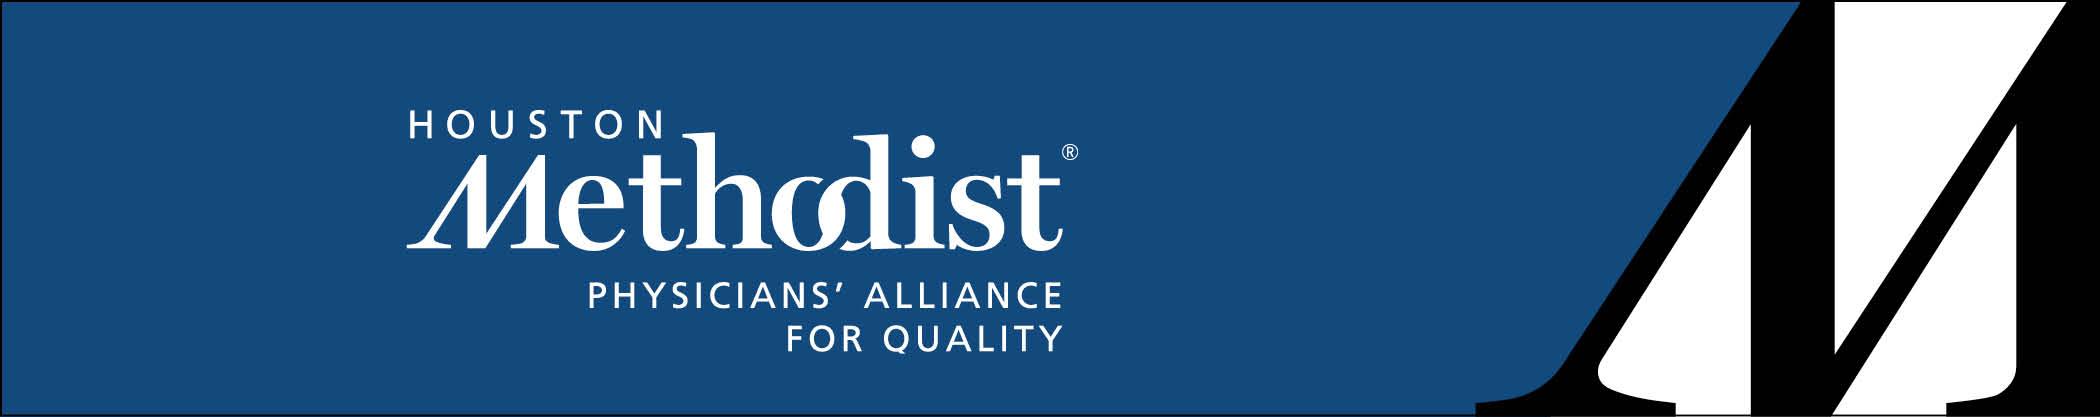 HOUSTON
Methodist®
PHYSICIANS’ ALLIANCE
FOR QUALITY